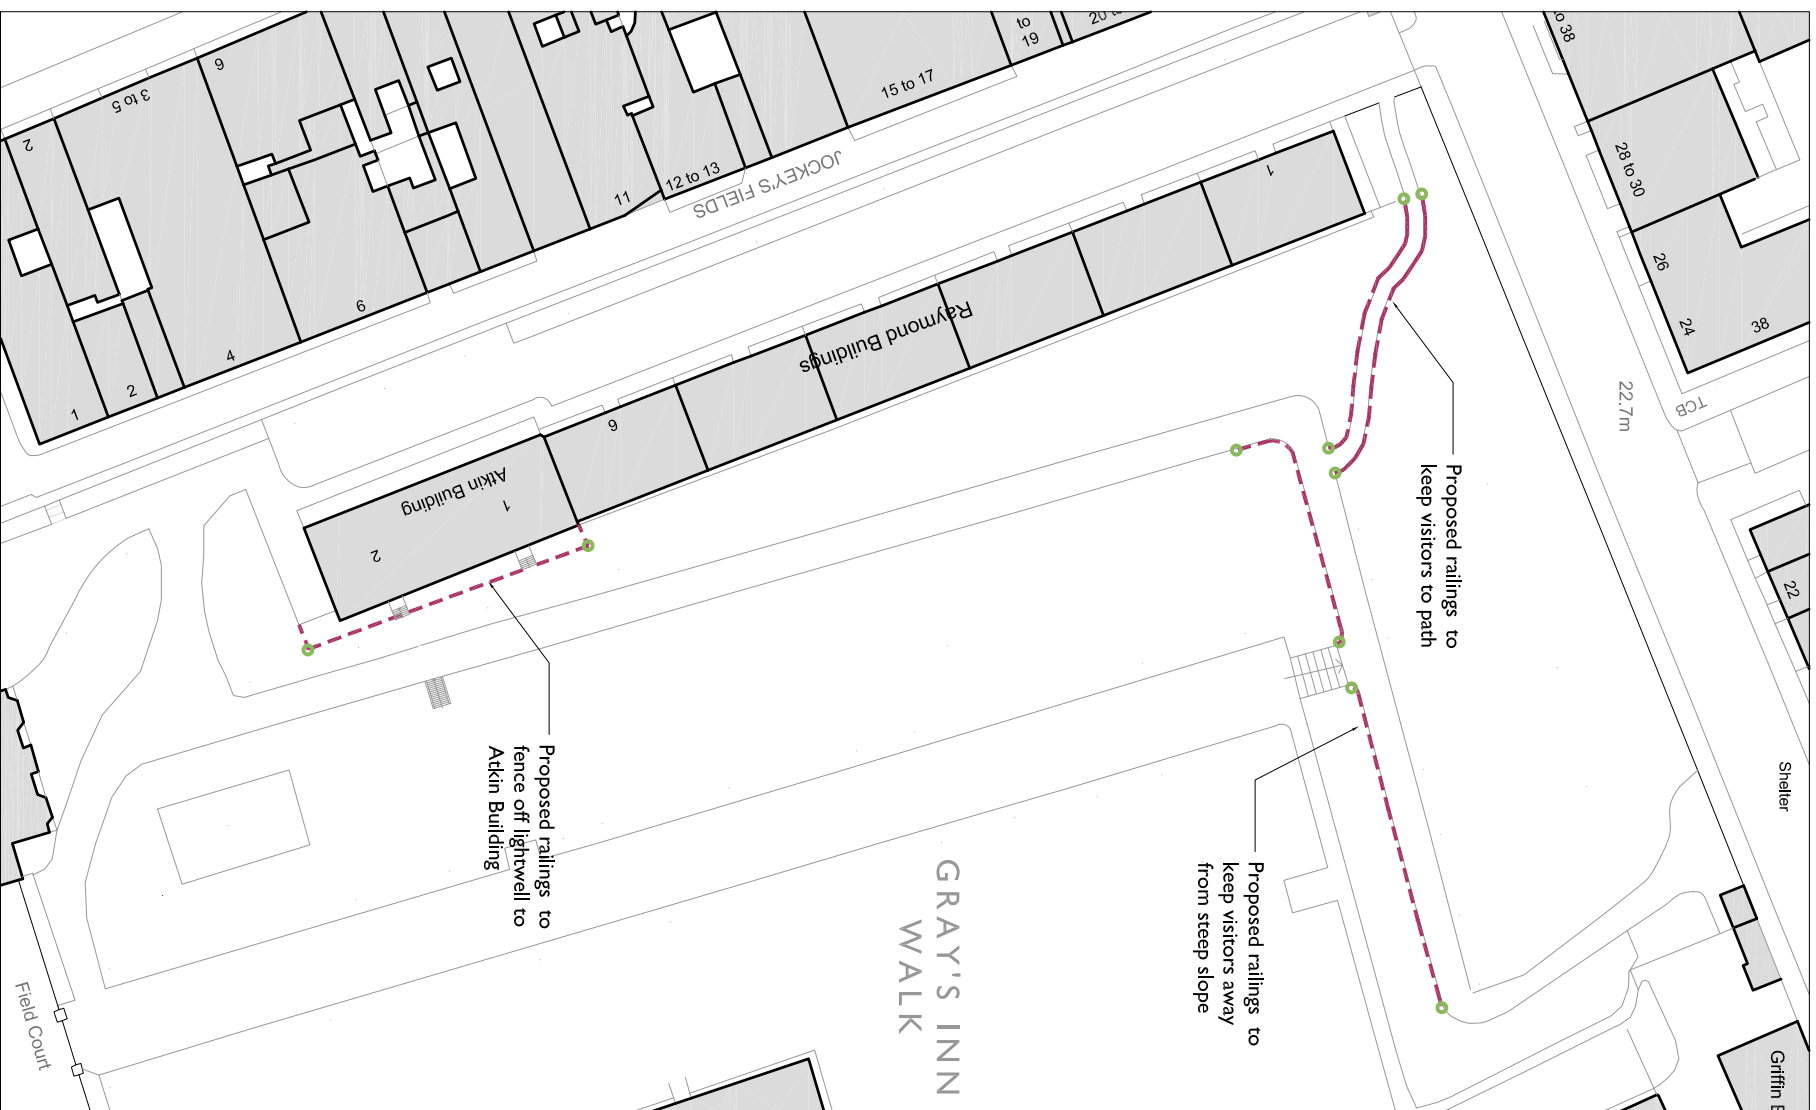 to
19
20 to
o 38
2
3 to 5
9
15 to 17
12 to 13
11
JOCKEY'S FIELDS
1
28 to 30
26
24
38
6
4
2
1
Raymond Buildings
6
TCB
22.7m
Atkin Building
1
2
Proposed railings to
keep visitors to path
22
Shelter
Proposed railings to
fence off lightwell to
Atkin Building
Proposed railings to
keep visitors away
from steep slope
GRAY'S INN
WALK
Field Court
Griffin